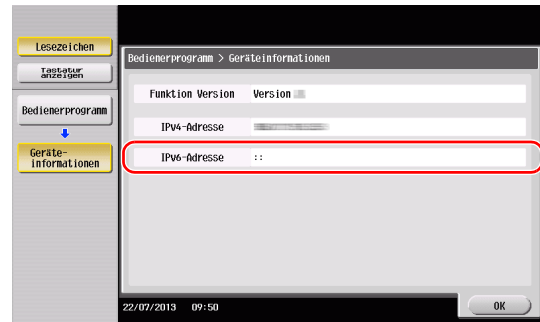 Lesezeichen
Tastatur
anzeigen
Bedienerprogramm
Geräte-
informationen
Bedienerprogramm > Geräteinformationen
Funktion Version Version
IPv4-Adresse
IPv6-Adresse ::
22/07/2013 09:50
OK